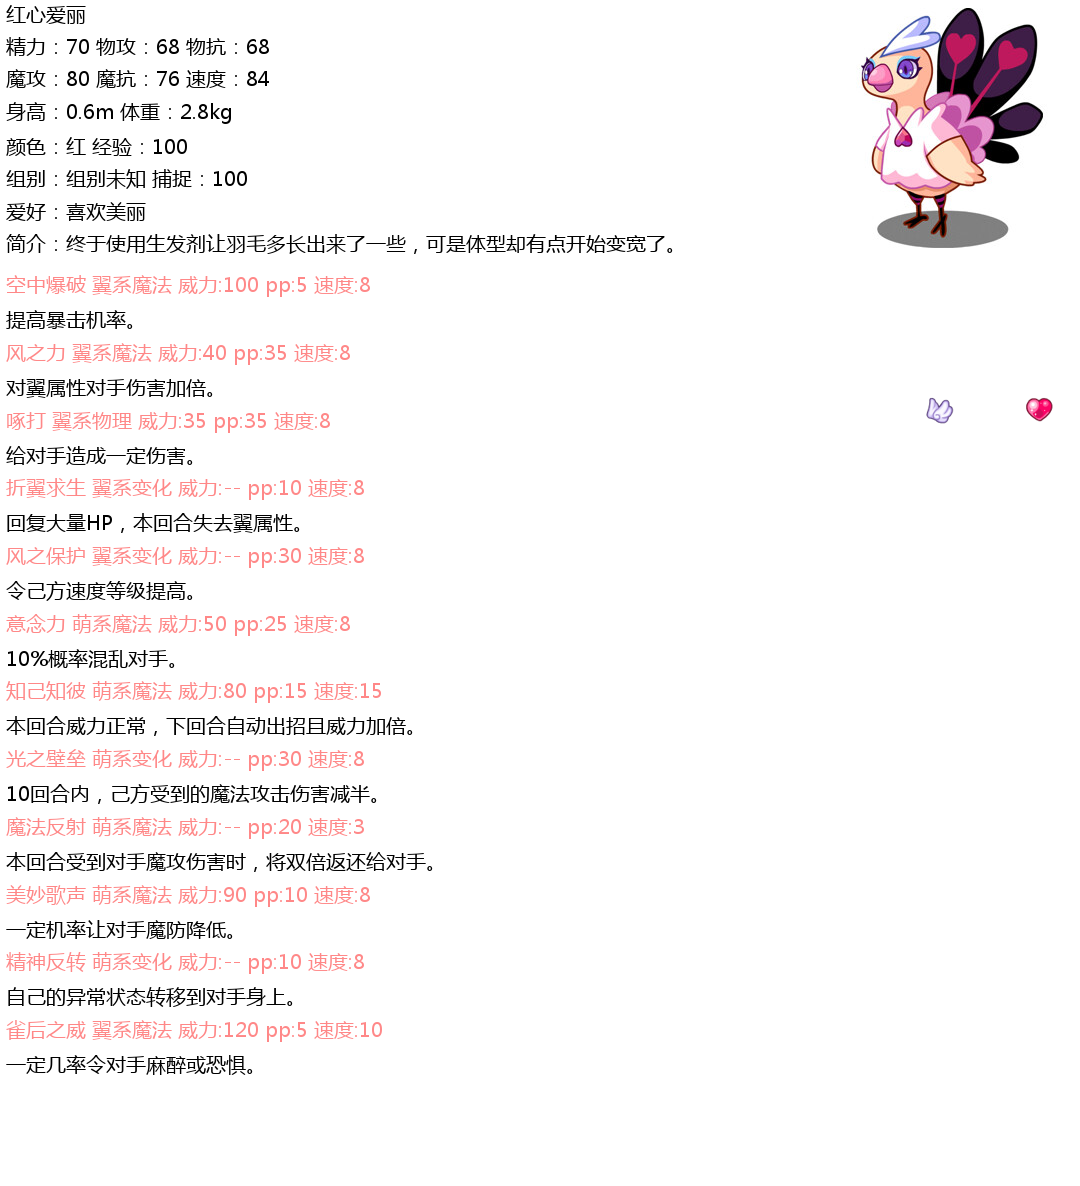 红心爱丽
精力：70 物攻：68 物抗：68
魔攻：80 魔抗：76 速度：84
身高：0.6m 体重：2.8kg
颜色：红 经验：100
组别：组别未知 捕捉：100
爱好：喜欢美丽
简介：终于使用生发剂让羽毛多长出来了一些，可是体型却有点开始变宽了。
空中爆破 翼系魔法 威力:100 pp:5 速度:8
提高暴击机率。
风之力 翼系魔法 威力:40 pp:35 速度:8
对翼属性对手伤害加倍。
啄打 翼系物理 威力:35 pp:35 速度:8
给对手造成一定伤害。
折翼求生 翼系变化 威力:-- pp:10 速度:8
回复大量HP，本回合失去翼属性。
风之保护 翼系变化 威力:-- pp:30 速度:8
令己方速度等级提高。
意念力 萌系魔法 威力:50 pp:25 速度:8
10%概率混乱对手。
知己知彼 萌系魔法 威力:80 pp:15 速度:15
本回合威力正常，下回合自动出招且威力加倍。
光之壁垒 萌系变化 威力:-- pp:30 速度:8
10回合内，己方受到的魔法攻击伤害减半。
魔法反射 萌系魔法 威力:-- pp:20 速度:3
本回合受到对手魔攻伤害时，将双倍返还给对手。
美妙歌声 萌系魔法 威力:90 pp:10 速度:8
一定机率让对手魔防降低。
精神反转 萌系变化 威力:-- pp:10 速度:8
自己的异常状态转移到对手身上。
雀后之威 翼系魔法 威力:120 pp:5 速度:10
一定几率令对手麻醉或恐惧。